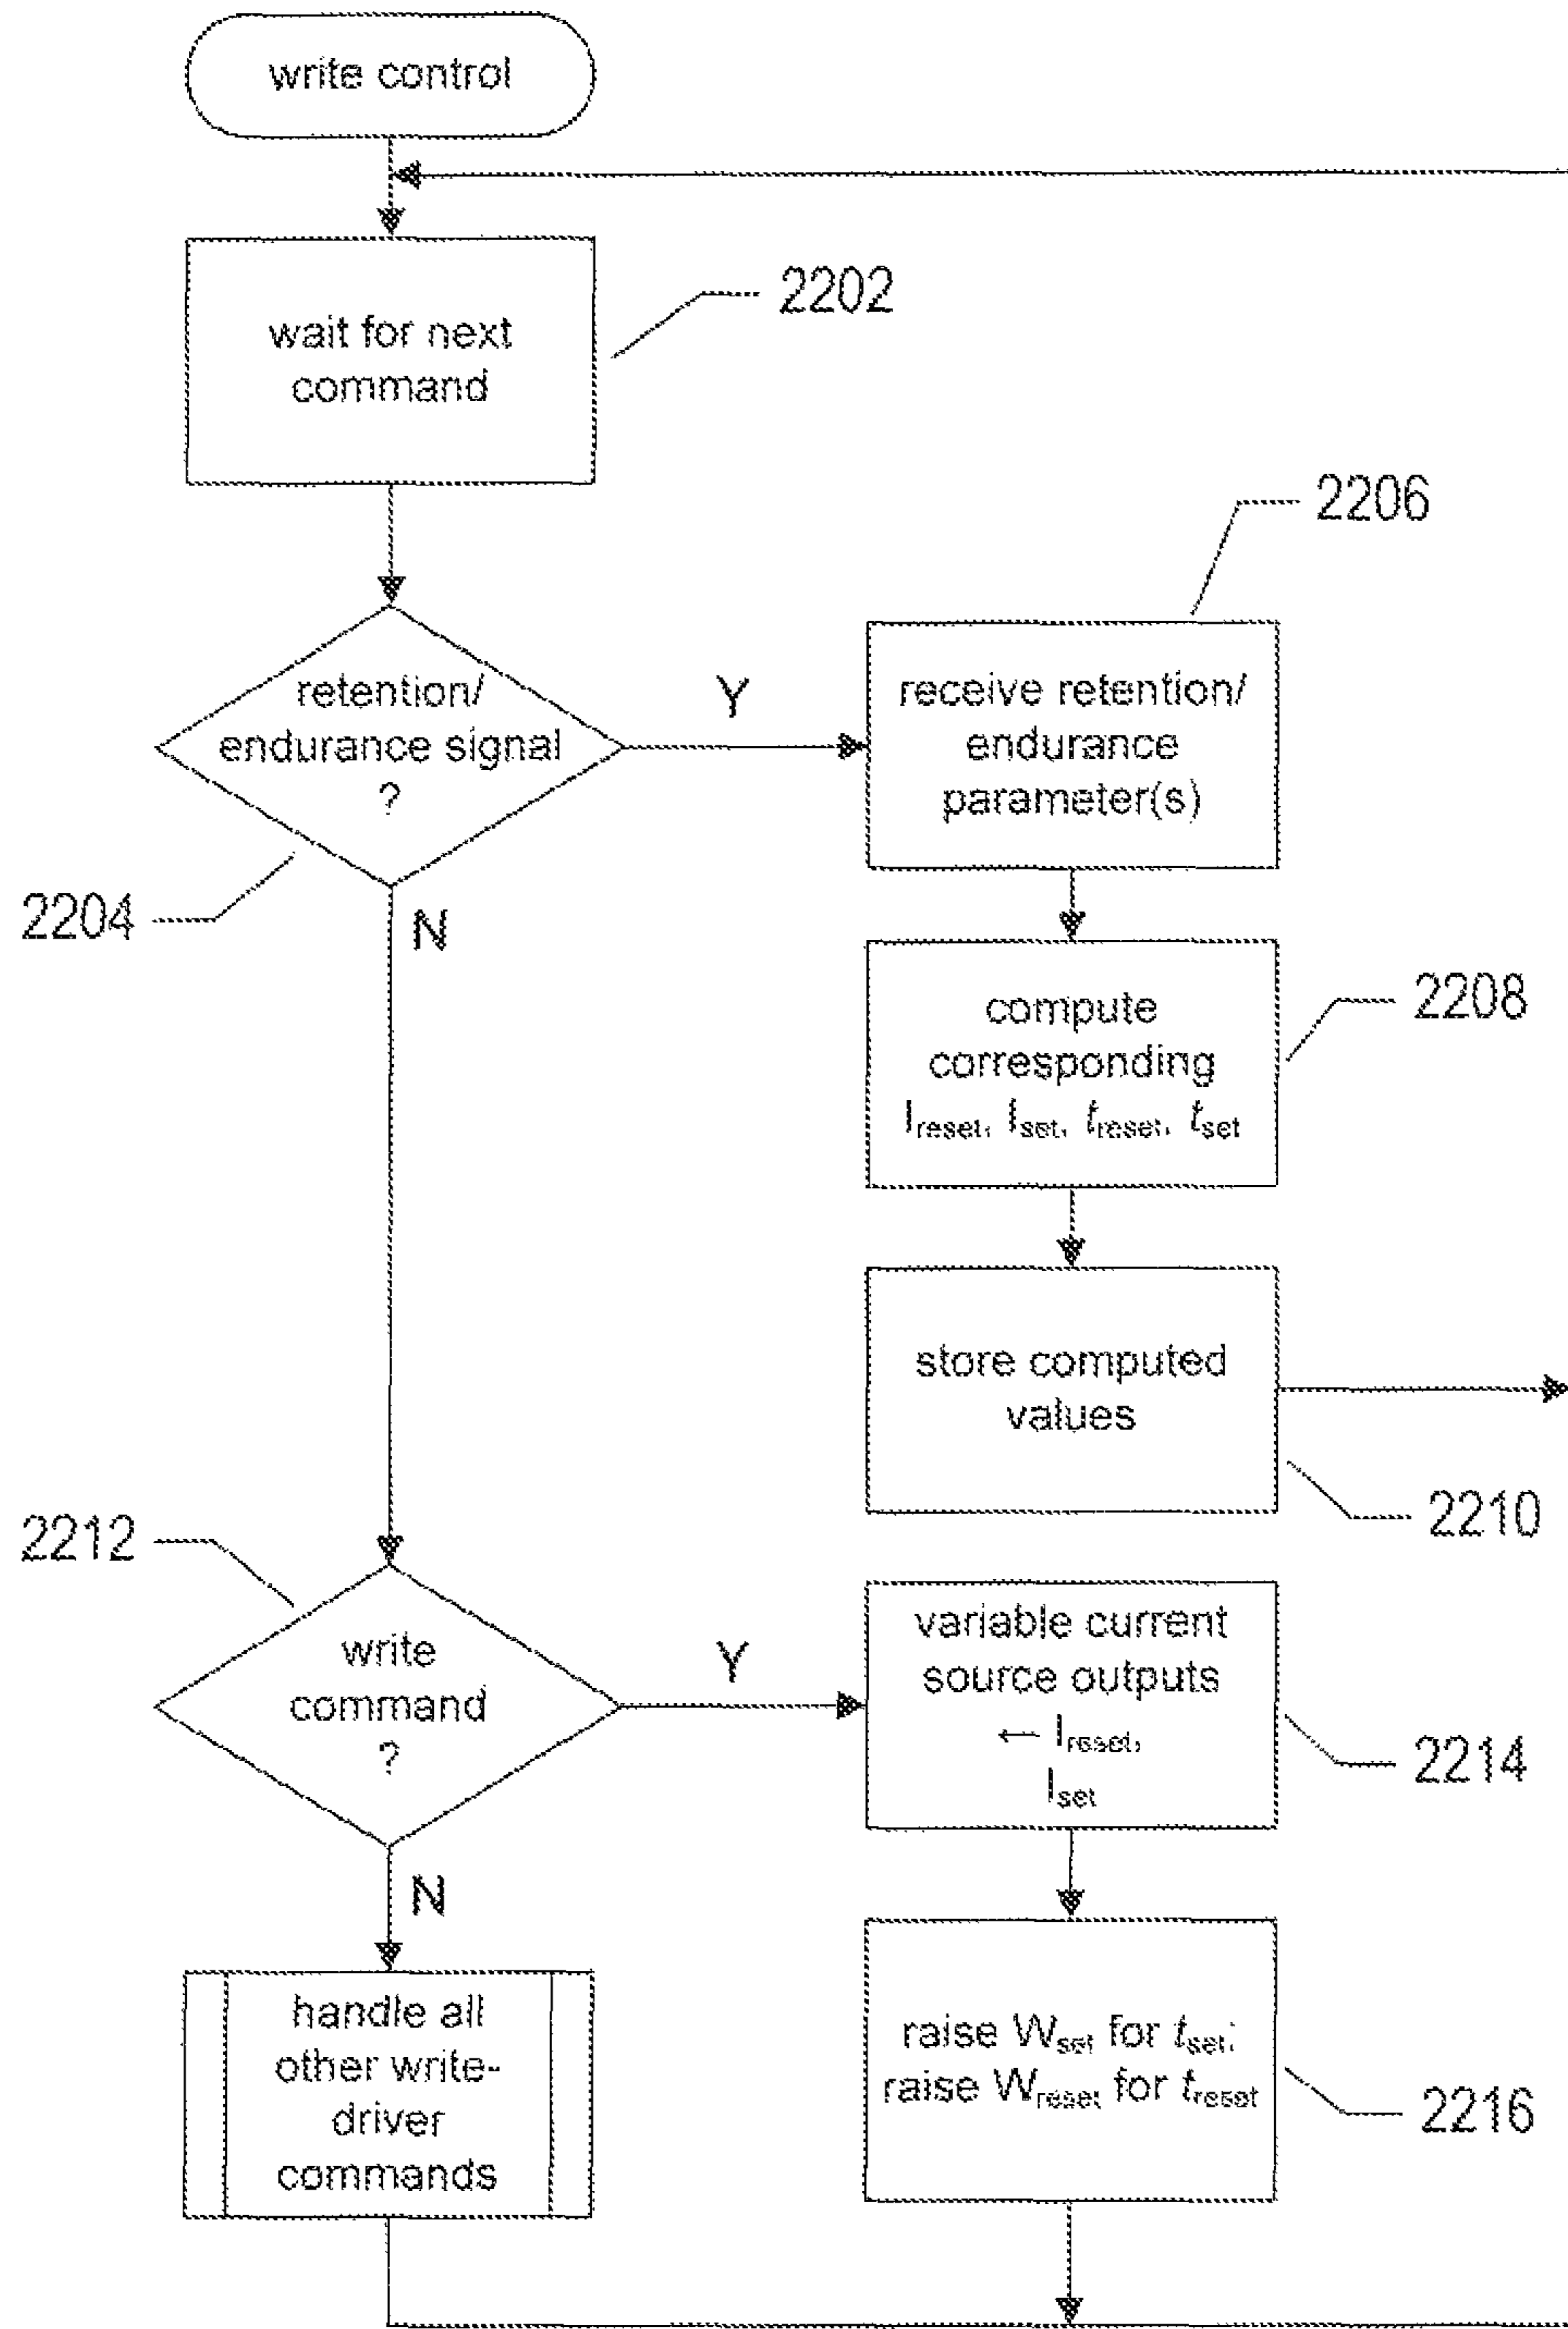 write control
wait for next
command
2202
retention/
endurance signal
?
2204
Y
N
2206
receive retention/
endurance
parameter(s)
compute
corresponding
Ireset, Iset, treset, tset
2208
store computed
values
2210
2212
write
command
?
Y
N
variable current
source outputs
← Ireset,
Iset
2214
handle all
other write-
driver
commands
raise Wset for tset;
raise Wreset for treset
2216